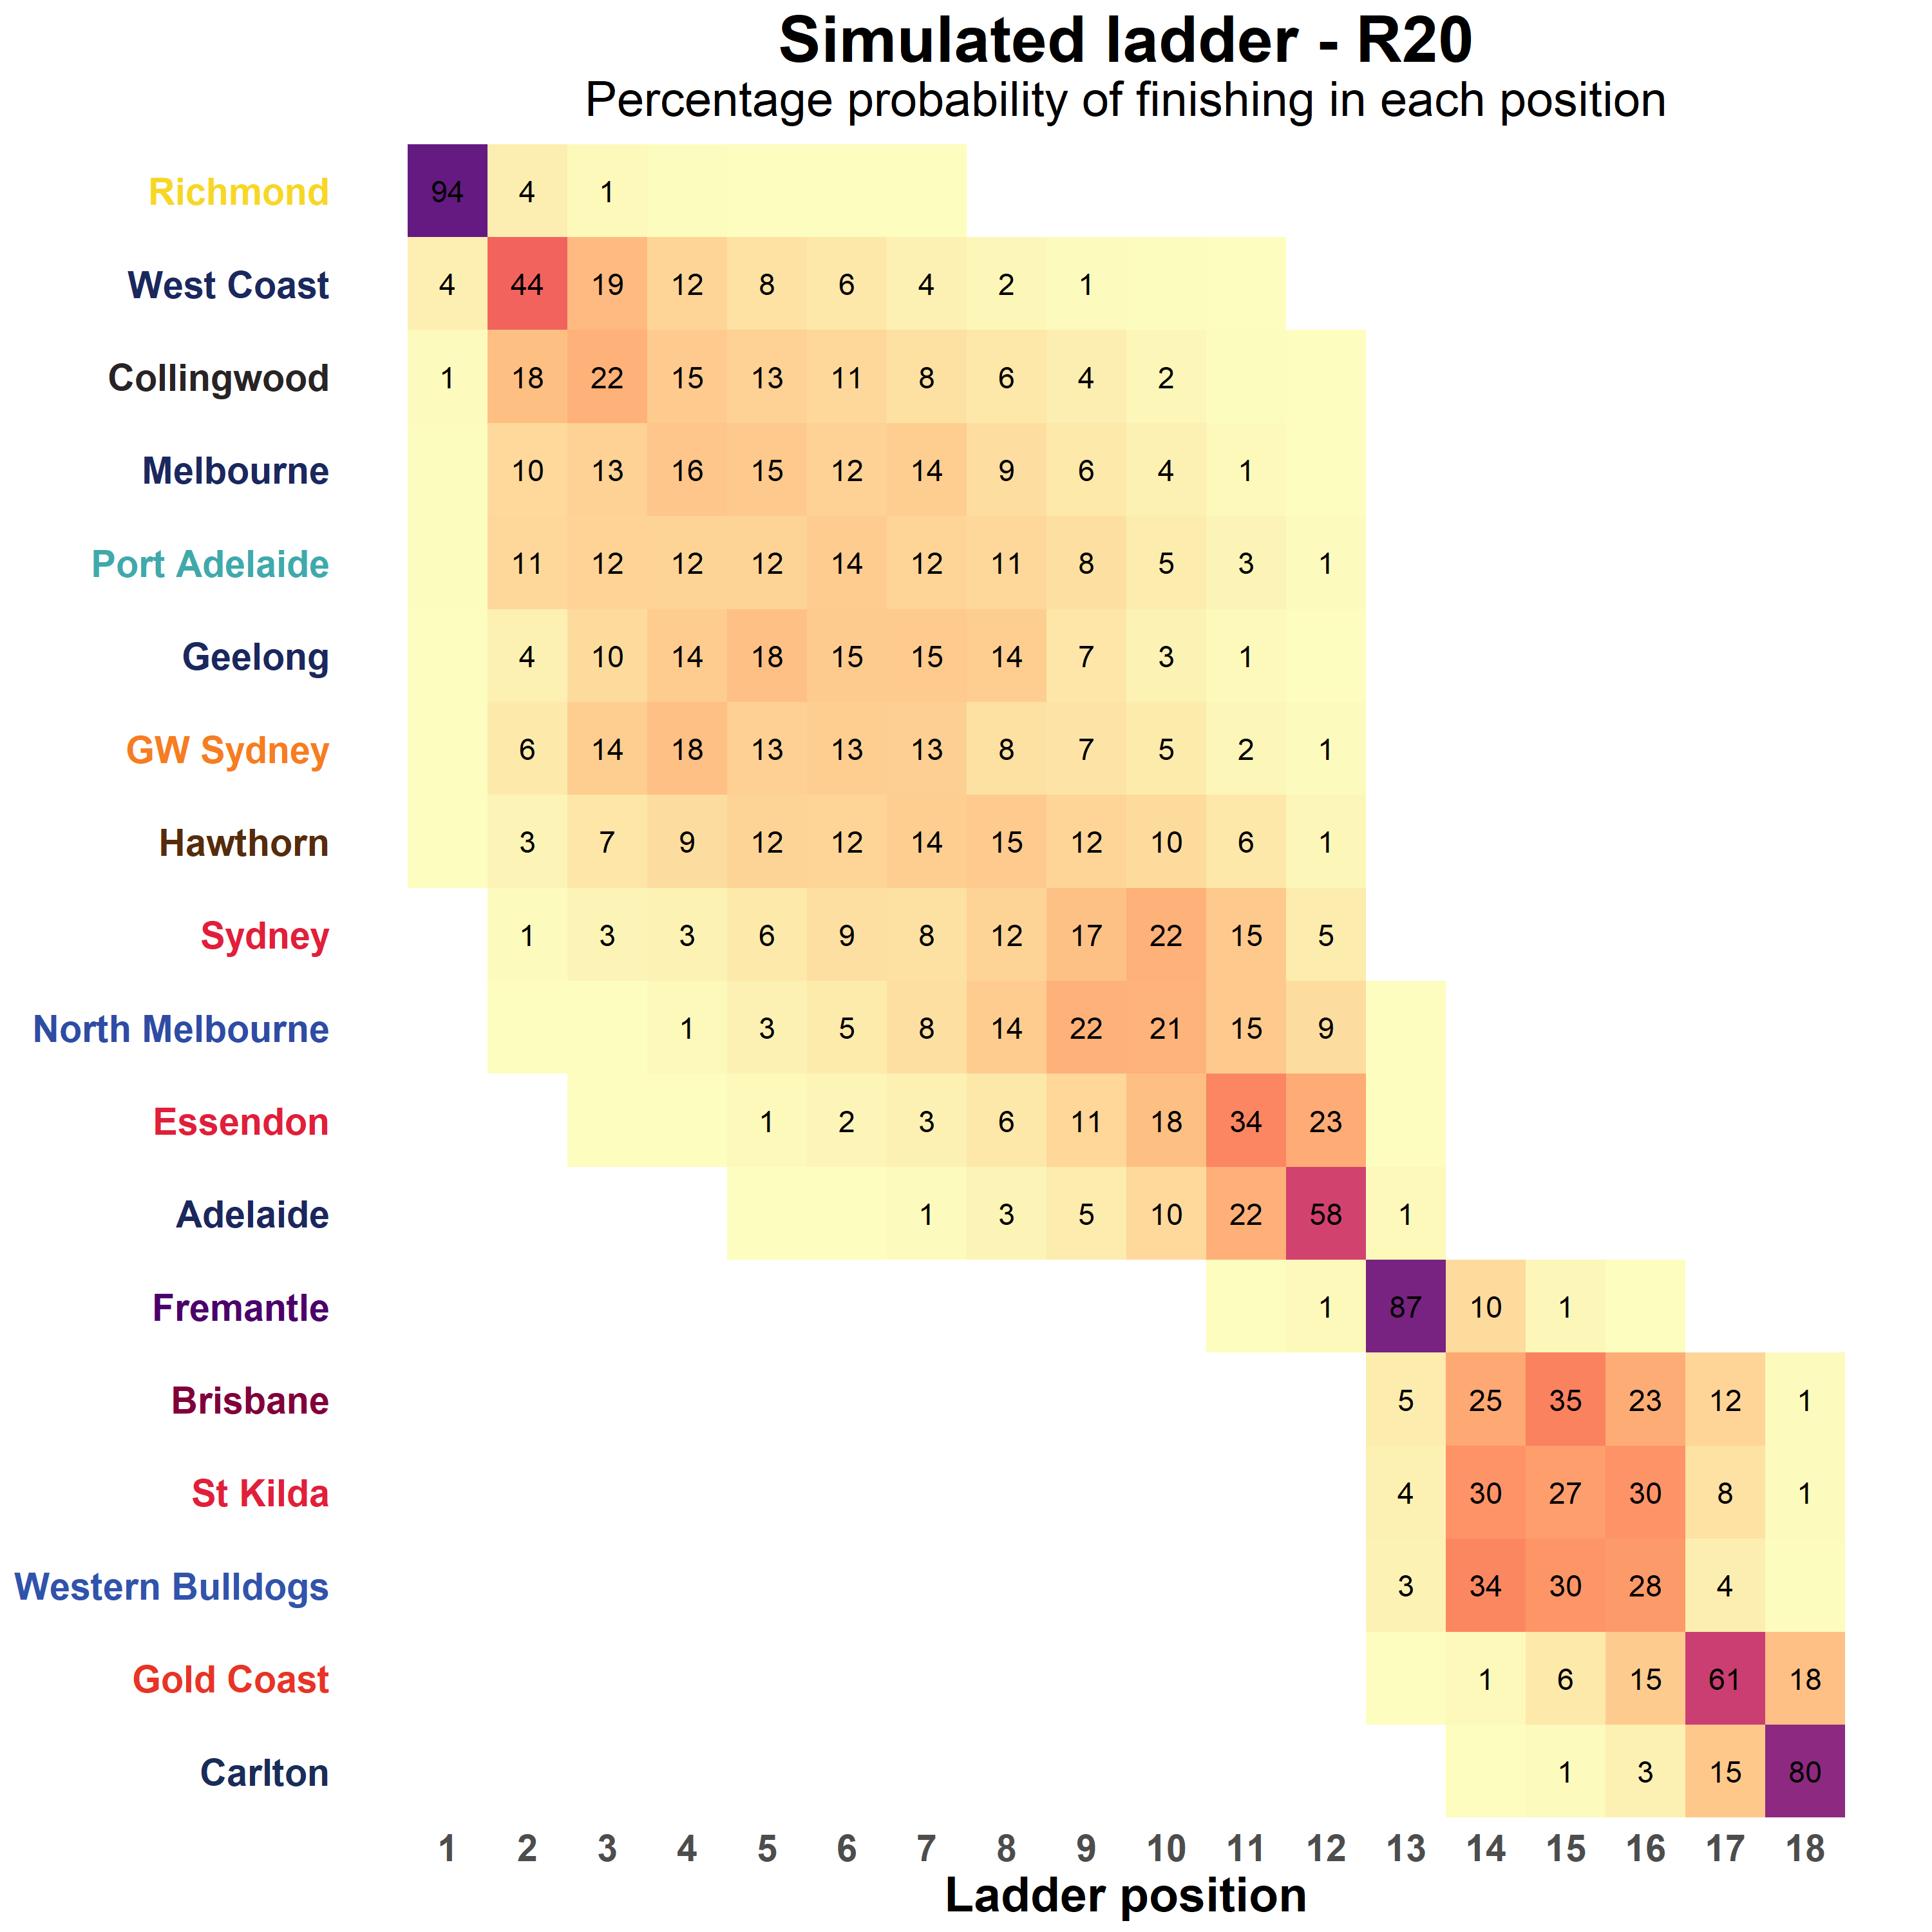 Simulated ladder - R20
Percentage probability of finishing in each position
Richmond 94 4 1
West Coast 4 44 19 12 8 6 4 2 1
Collingwood 1 18 22 15 13 11 8 6 4 2
Melbourne 10 13 16 15 12 14 9 6 4 1
Port Adelaide 11 12 12 12 14 12 11 8 5 3 1
Geelong 4 10 14 18 15 15 14 7 3 1
GW Sydney 6 14 18 13 13 13 8 7 5 2 1
Hawthorn 3 7 9 12 12 14 15 12 10 6 1
Sydney 1 3 3 6 9 8 12 17 22 15 5
North Melbourne 1 3 5 8 14 22 21 15 9
Essendon 1 2 3 6 11 18 34 23
Adelaide 1 3 5 10 22 58 1
Fremantle 1 87 10 1
Brisbane 5 25 35 23 12 1
St Kilda 4 30 27 30 8 1
Western Bulldogs 3 34 30 28 4
Gold Coast 1 6 15 61 18
Carlton 1 3 15 80
1 2 3 4 5 6 7 8 9 10 11 12 13 14 15 16 17 18
Ladder position